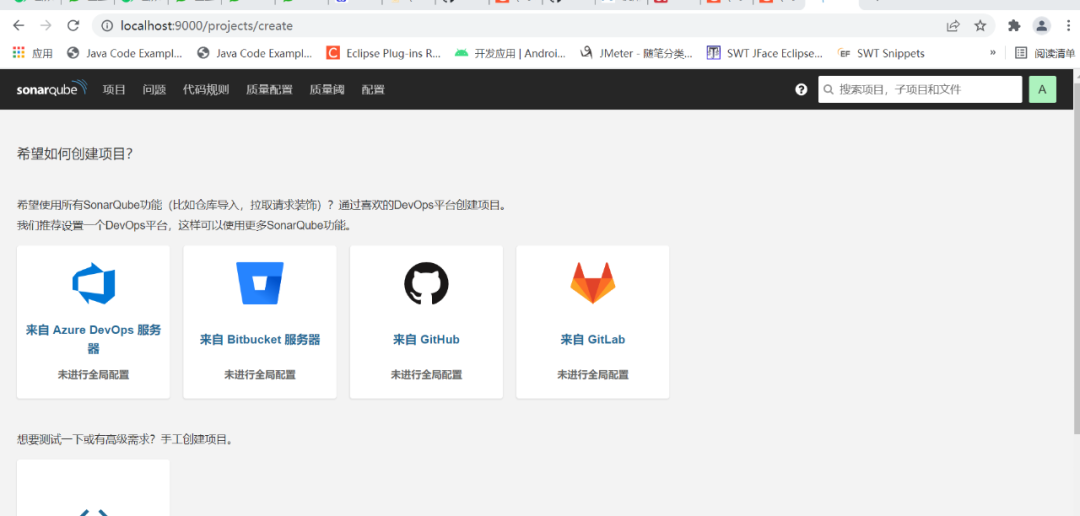 localhost:9000/projects/create
应用 Java Code Exampl... Java Code Exampl... Eclipse Plug-ins R... 开发应用 | Androi... JMeter - 随笔分类... SWT JFace Eclipse... SWT Snippets » 阅读清单
sonarqube 项目 问题 代码规则 质量配置 质量阈 配置 搜索项目，子项目和文件 A
希望如何创建项目?
希望使用所有SonarQube功能（比如仓库导入，拉取请求装饰）？通过喜欢的DevOps平台创建项目。
我们推荐设置一个DevOps平台，这样可以使用更多SonarQube功能。
来自 Azure DevOps 服务
器
未进行全局配置
来自 Bitbucket 服务器
未进行全局配置
来自 GitHub
未进行全局配置
来自 GitLab
未进行全局配置
想要测试一下或有高级需求？手工创建项目。